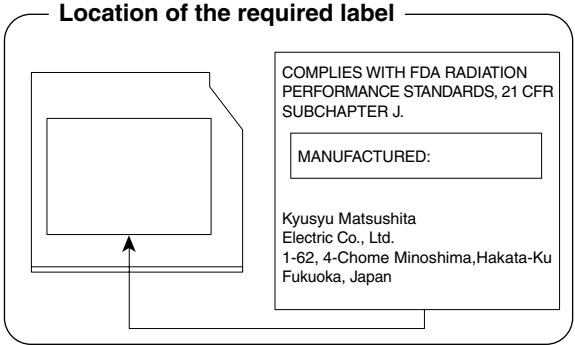 Location of the required label
COMPLIES WITH FDA RADIATION
PERFORMANCE STANDARDS, 21 CFR
SUBCHAPTER J.
MANUFACTURED:
Kyusyu Matsushita
Electric Co., Ltd.
1-62, 4-Chome Minoshima,Hakata-Ku
Fukuoka, Japan